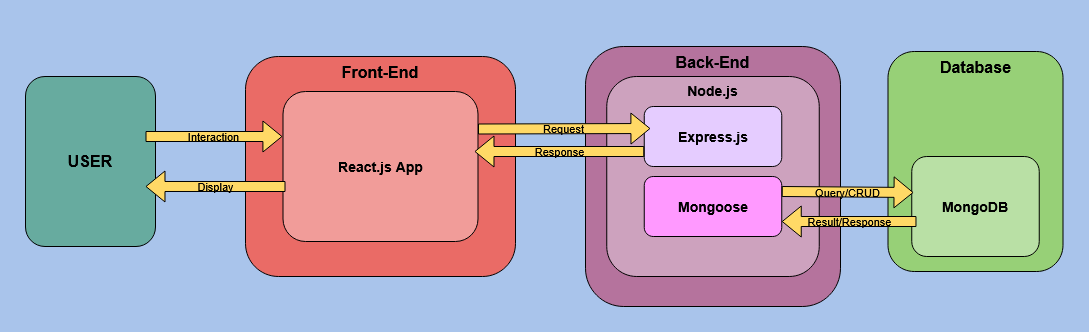 USER
Interaction
Display
Front-End
React.js App
Request
Response
Back-End
Node.js
Express.js
Mongoose
Query/CRUD
Result/Response
Database
MongoDB